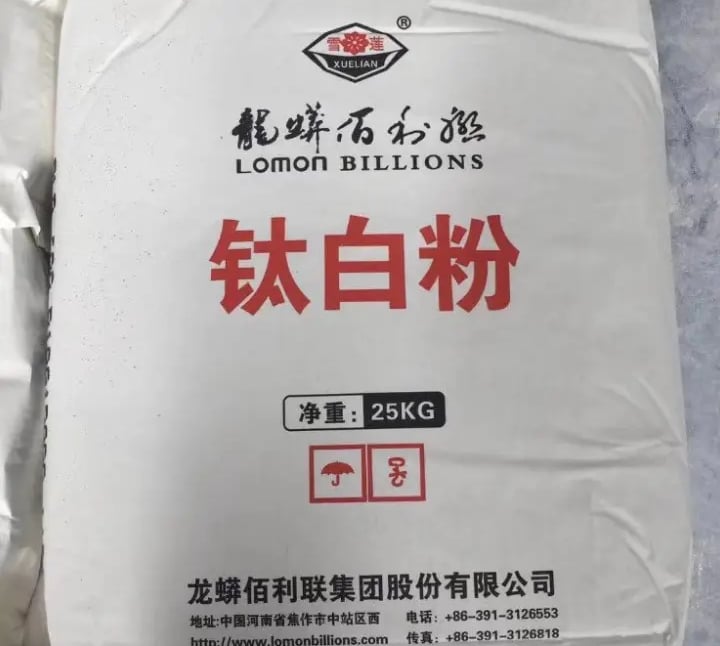 雪莲
XUELIAN
®
龍蟒佰利聯
LOMON BILLIONS
钛白粉
净重: 25KG
龙蟒佰利联集团股份有限公司
地址:中国河南省焦作市中站区西 电话: +86-391-3126553
http://www.lomonbillions.com 传真: +86-391-3126818